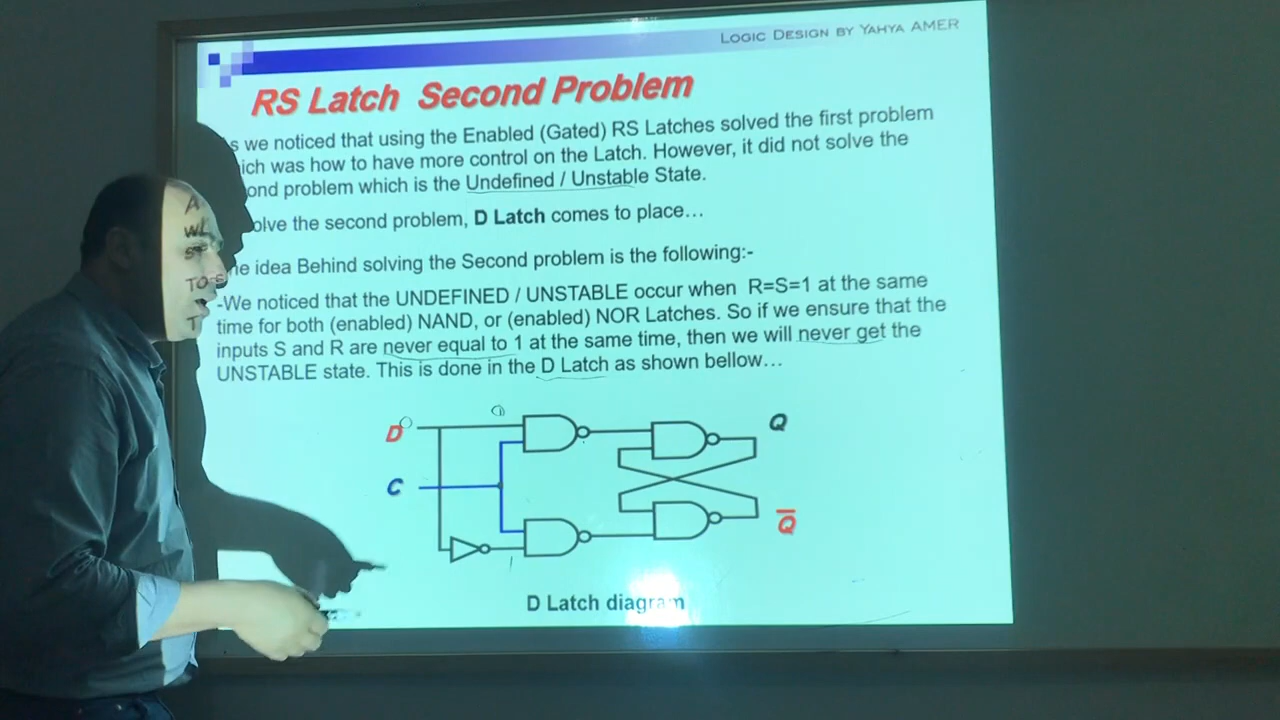 LOGIC DESIGN BY YAHYA AMER
RS Latch Second Problem
s we noticed that using the Enabled (Gated) RS Latches solved the first problem
ich was how to have more control on the Latch. However, it did not solve the
ond problem which is the Undefined / Unstable State.
olve the second problem, D Latch comes to place...
e idea Behind solving the Second problem is the following:-
-We noticed that the UNDEFINED / UNSTABLE occur when R=S=1 at the same
time for both (enabled) NAND, or (enabled) NOR Latches. So if we ensure that the
inputs S and R are never equal to 1 at the same time, then we will never get the
UNSTABLE state. This is done in the D Latch as shown bellow...
D
C
Q
Q̅
D Latch diagram